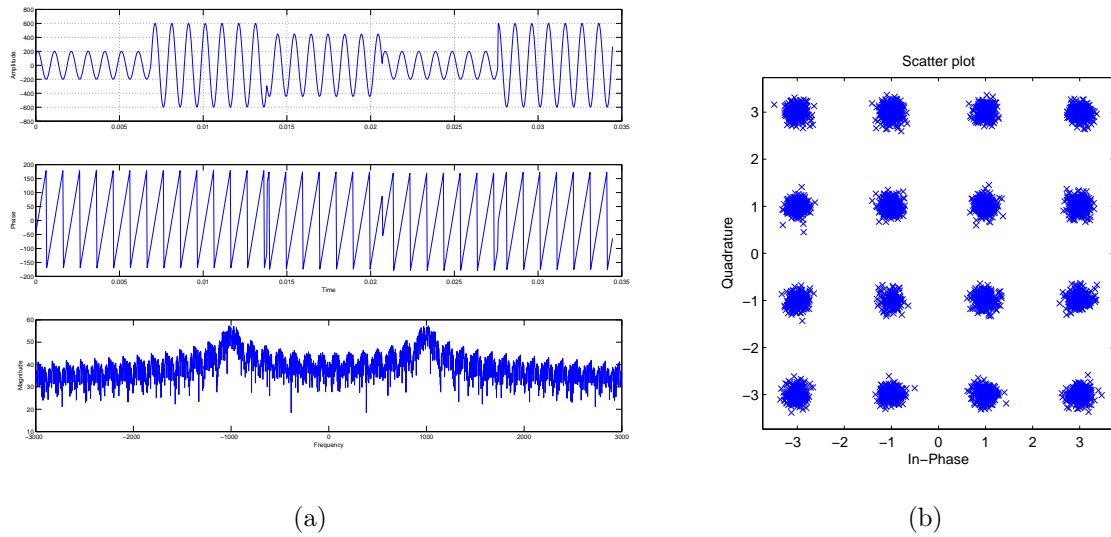 800
600
400
200
0
−200
−400
−600
−800
Amplitude
0 0.005 0.01 0.015 0.02 0.025 0.03 0.035
200
150
100
50
0
−50
−100
−150
−200
Phase
0 0.005 0.01 0.015 0.02 0.025 0.03 0.035
Time
60
50
40
30
20
10
Magnitude
−3000 −2000 −1000 0 1000 2000 3000
Frequency
(a)
Scatter plot
3
2
1
0
−1
−2
−3
Quadrature
−3 −2 −1 0 1 2 3
In−Phase
(b)